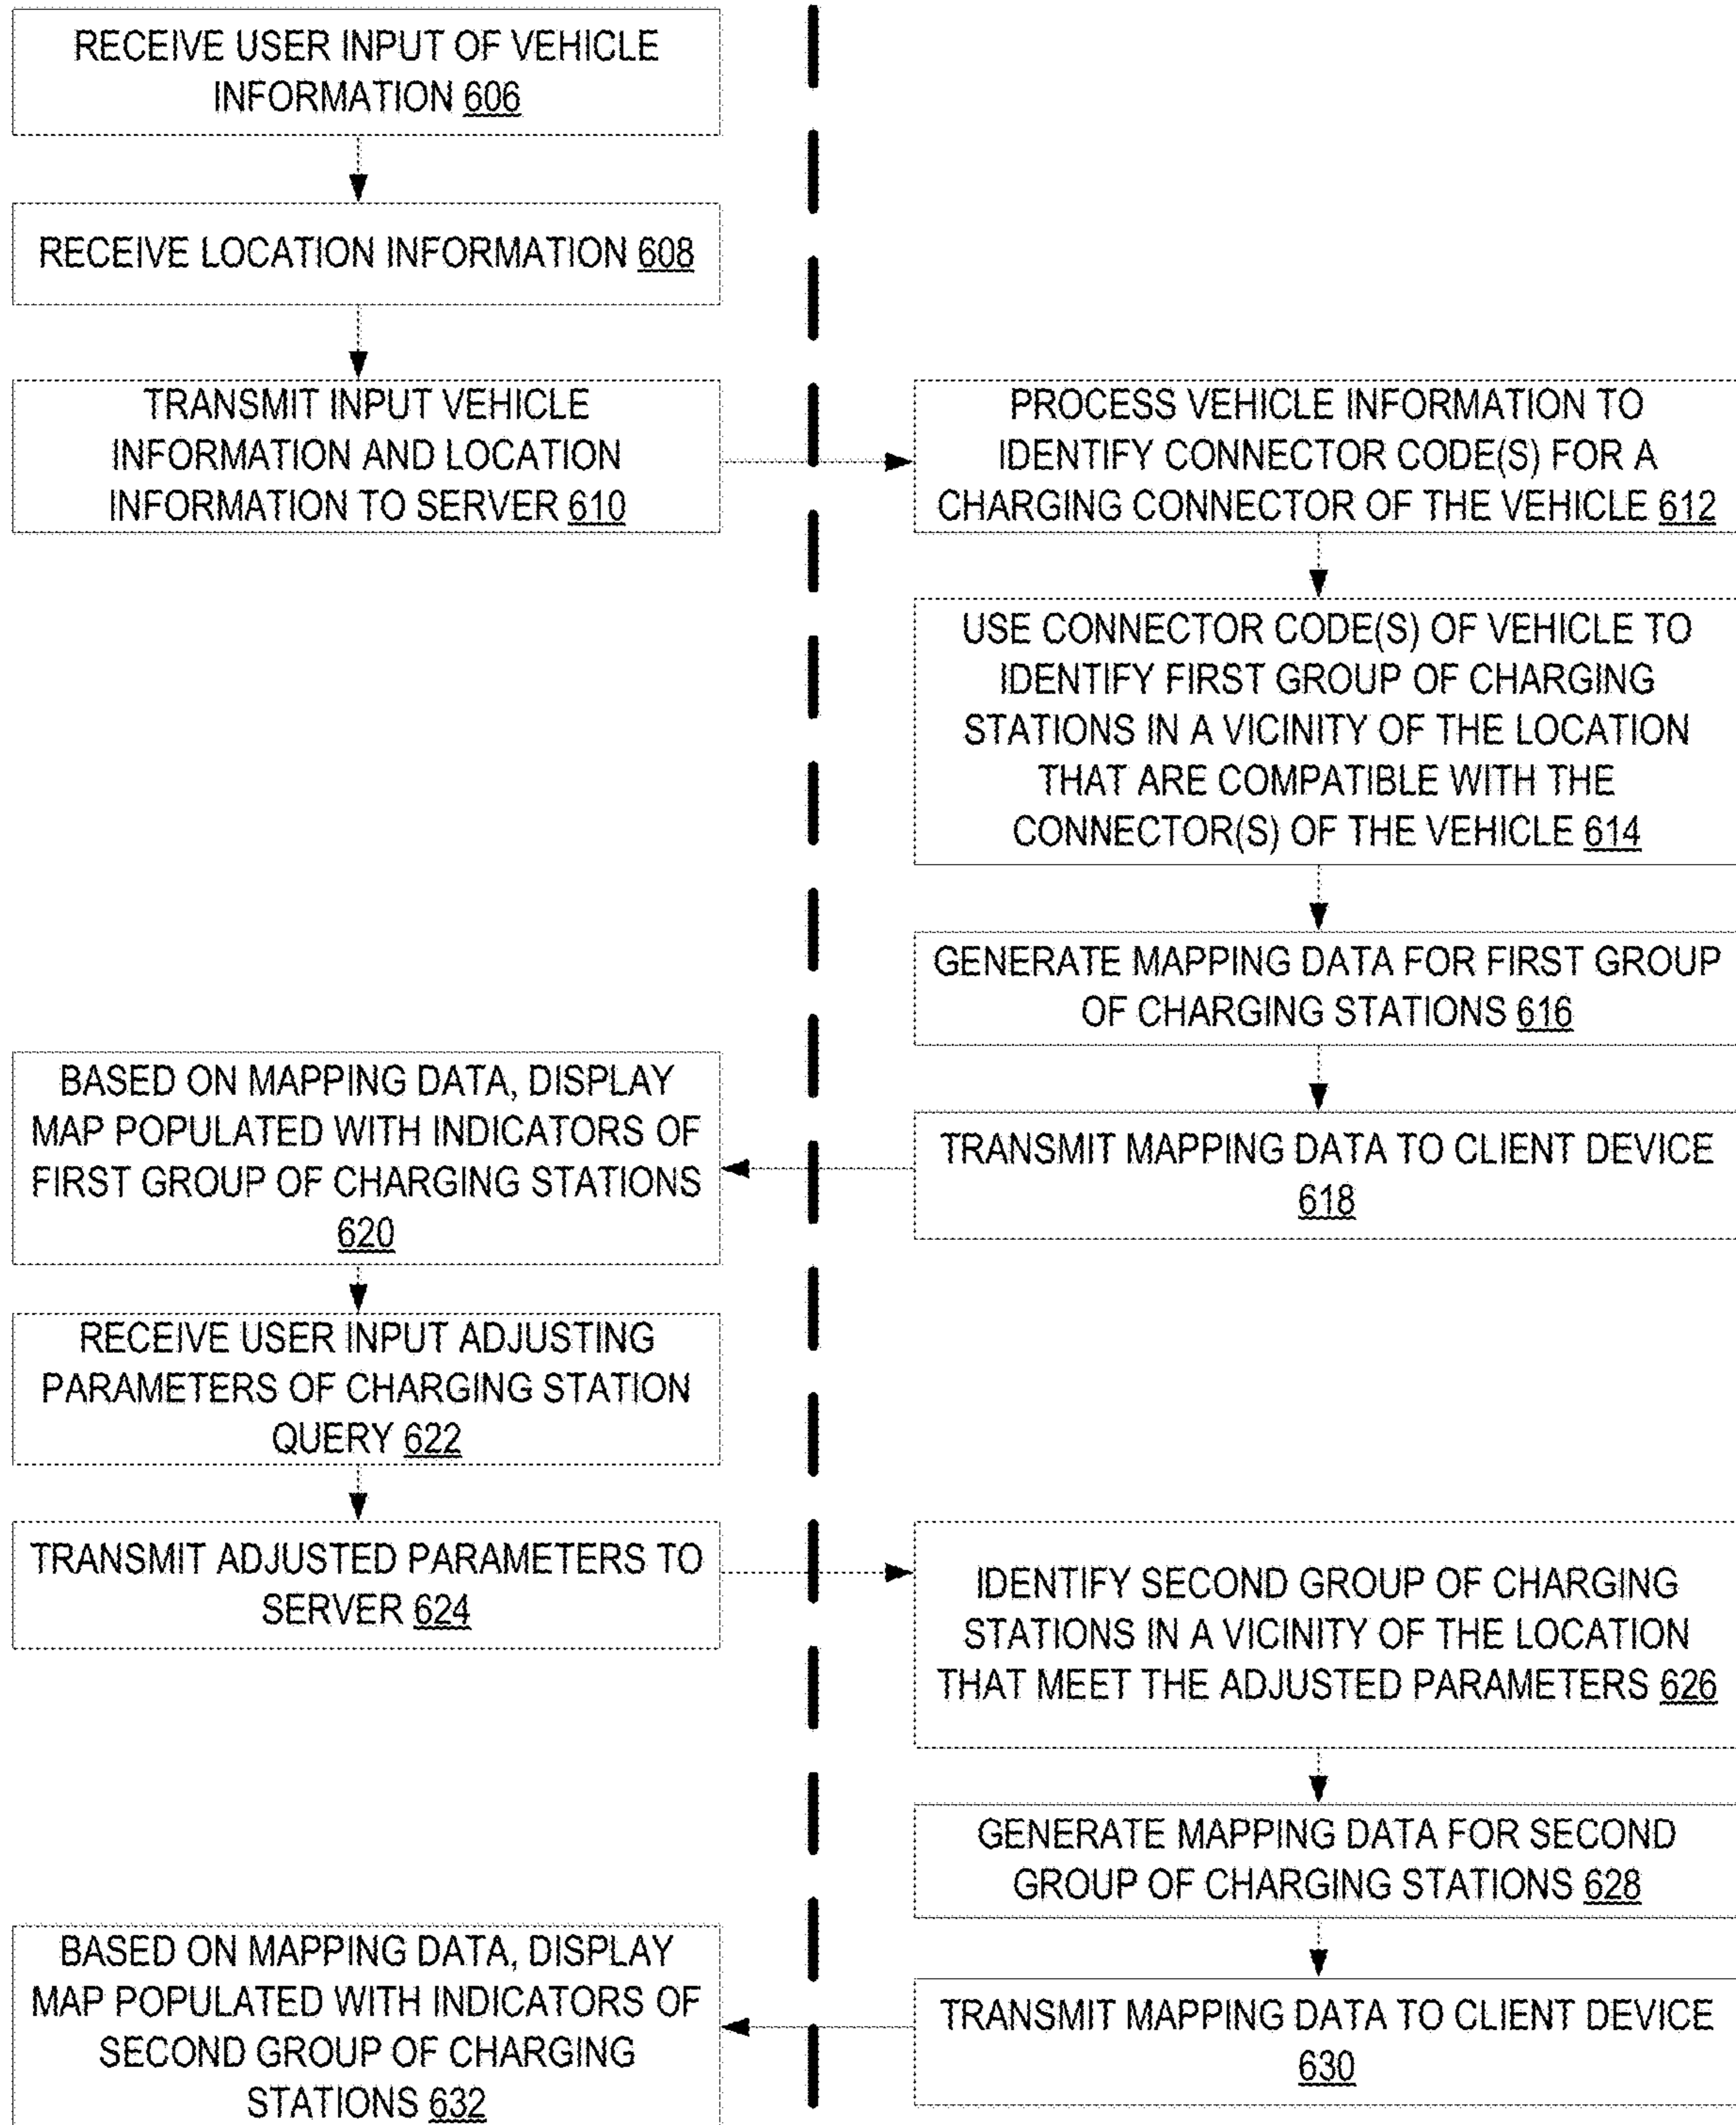 RECEIVE USER INPUT OF VEHICLE
INFORMATION 606
RECEIVE LOCATION INFORMATION 608
TRANSMIT INPUT VEHICLE
INFORMATION AND LOCATION
INFORMATION TO SERVER 610
PROCESS VEHICLE INFORMATION TO
IDENTIFY CONNECTOR CODE(S) FOR A
CHARGING CONNECTOR OF THE VEHICLE 612
USE CONNECTOR CODE(S) OF VEHICLE TO
IDENTIFY FIRST GROUP OF CHARGING
STATIONS IN A VICINITY OF THE LOCATION
THAT ARE COMPATIBLE WITH THE
CONNECTOR(S) OF THE VEHICLE 614
GENERATE MAPPING DATA FOR FIRST GROUP
OF CHARGING STATIONS 616
TRANSMIT MAPPING DATA TO CLIENT DEVICE
618
BASED ON MAPPING DATA, DISPLAY
MAP POPULATED WITH INDICATORS OF
FIRST GROUP OF CHARGING STATIONS
620
RECEIVE USER INPUT ADJUSTING
PARAMETERS OF CHARGING STATION
QUERY 622
TRANSMIT ADJUSTED PARAMETERS TO
SERVER 624
IDENTIFY SECOND GROUP OF CHARGING
STATIONS IN A VICINITY OF THE LOCATION
THAT MEET THE ADJUSTED PARAMETERS 626
GENERATE MAPPING DATA FOR SECOND
GROUP OF CHARGING STATIONS 628
TRANSMIT MAPPING DATA TO CLIENT DEVICE
630
BASED ON MAPPING DATA, DISPLAY
MAP POPULATED WITH INDICATORS OF
SECOND GROUP OF CHARGING
STATIONS 632